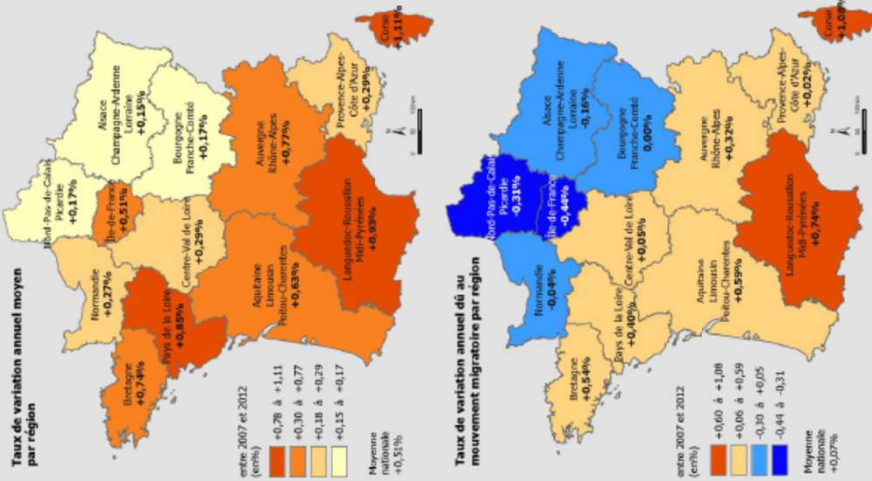 Taux de variation annuel moyen
par région
Nord-Pas-de-Calais
Picardie
+0,17%
Normandie
+0,27%
Île-de-France
+0,51%
Alsace
Champagne-Ardenne
Lorraine
+0,15%
Bretagne
+0,74%
Pays de la Loire
+0,85%
Centre-Val de Loire
+0,29%
Bourgogne
Franche-Comté
+0,17%
Aquitaine
Limousin
Poitou-Charentes
+0,63%
Auvergne
Rhône-Alpes
+0,77%
Languedoc-Roussillon
Midi-Pyrénées
+0,93%
Provence-Alpes-
Côte d'Azur
+0,29%
Corse
+1,11%
entre 2007 et 2012
(en%)
+0,78 à +1,11
+0,30 à +0,77
+0,18 à +0,29
+0,15 à +0,17
Moyenne
nationale
+0,51%
N
Taux de variation annuel dû au
mouvement migratoire par région
Nord-Pas-de-Calais
Picardie
-0,31%
Normandie
-0,04%
Île-de-France
-0,44%
Alsace
Champagne-Ardenne
Lorraine
-0,16%
Bretagne
+0,54%
Pays de la Loire
+0,40%
Centre-Val de Loire
+0,05%
Bourgogne
Franche-Comté
0,00%
Aquitaine
Limousin
Poitou-Charentes
+0,59%
Auvergne
Rhône-Alpes
+0,32%
Languedoc-Roussillon
Midi-Pyrénées
+0,74%
Provence-Alpes-
Côte d'Azur
+0,02%
Corse
+1,08%
entre 2007 et 2012
(en%)
+0,60 à +1,08
+0,06 à +0,59
-0,30 à +0,05
-0,44 à -0,31
Moyenne
nationale
+0,07%
N